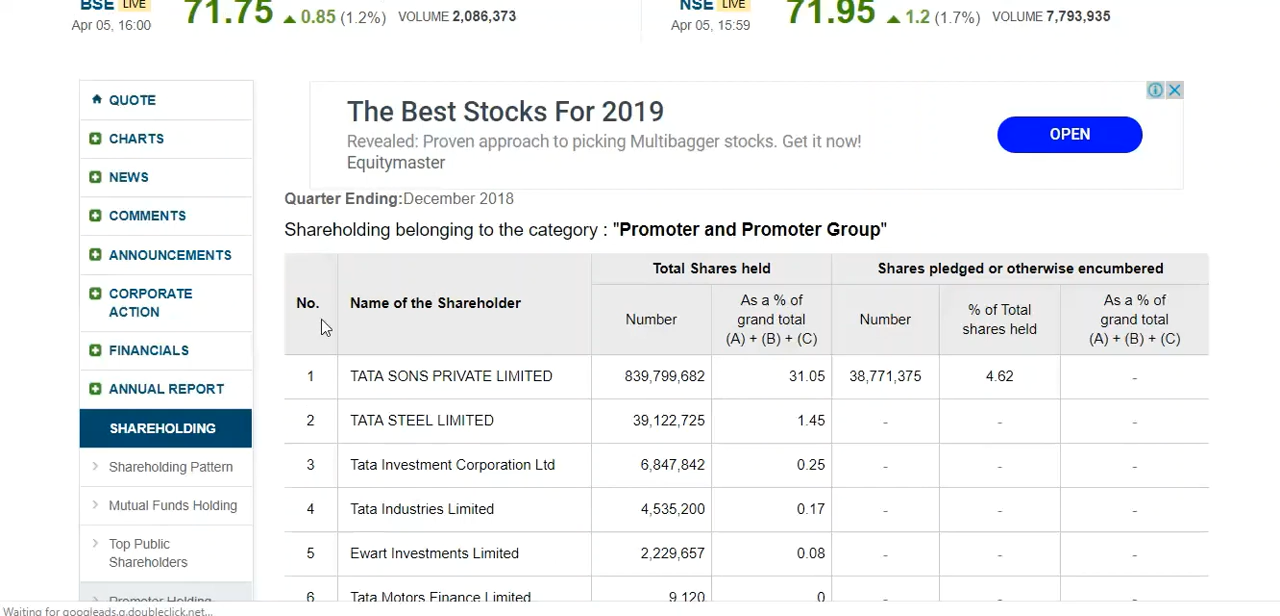 BSE LIVE 71.75 0.85 (1.2%) VOLUME 2,086,373 NSE LIVE 71.95 1.2 (1.7%) VOLUME 7,793,935
Apr 05, 16:00 Apr 05, 15:59
QUOTE
CHARTS
NEWS
COMMENTS
ANNOUNCEMENTS
CORPORATE
ACTION
FINANCIALS
ANNUAL REPORT
SHAREHOLDING
Shareholding Pattern
Mutual Funds Holding
Top Public
Shareholders
Promoter Holding
The Best Stocks For 2019
Revealed: Proven approach to picking Multibagger stocks. Get it now!
Equitymaster
OPEN
Quarter Ending:December 2018
Shareholding belonging to the category : "Promoter and Promoter Group"
No. Name of the Shareholder Total Shares held Shares pledged or otherwise encumbered
Number As a % of grand total (A) + (B) + (C) Number % of Total shares held As a % of grand total (A) + (B) + (C)
1 TATA SONS PRIVATE LIMITED 839,799,682 31.05 38,771,375 4.62 -
2 TATA STEEL LIMITED 39,122,725 1.45 - - -
3 Tata Investment Corporation Ltd 6,847,842 0.25 - - -
4 Tata Industries Limited 4,535,200 0.17 - - -
5 Ewart Investments Limited 2,229,657 0.08 - - -
6 Tata Motors Finance Limited 9,120 0 - - -
Waiting for googleads.g.doubleclick.net...